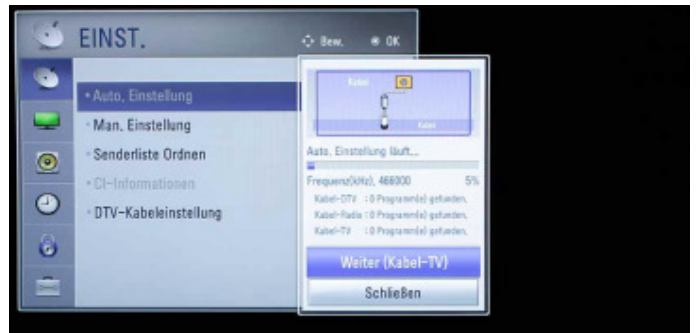 EINST.
Bew. OK
Auto. Einstellung
Man. Einstellung
Senderliste Ordnen
CI-Informationen
DTV-Kabeleinstellung
Kabel
Kabel
Auto. Einstellung läuft...
Frequenz(kHz), 466000 5%
Kabel-DTV : 0 Programm(e) gefunden.
Kabel-Radio : 0 Programm(e) gefunden.
Kabel-TV : 0 Programm(e) gefunden.
Weiter (Kabel-TV)
Schließen